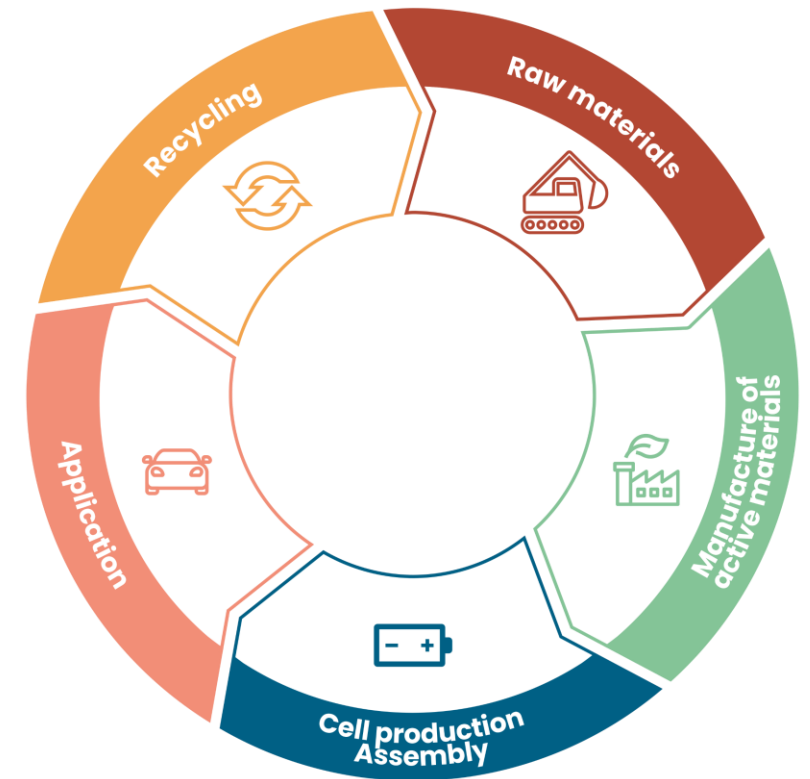 Recycling
Raw materials
Manufacture of
active materials
Cell production
Assembly
Application